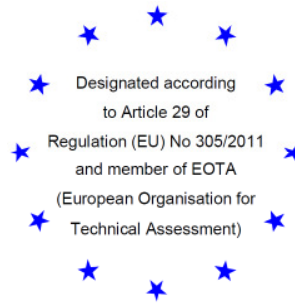 Designated according
to Article 29 of
Regulation (EU) No 305/2011
and member of EOTA
(European Organisation for
Technical Assessment)